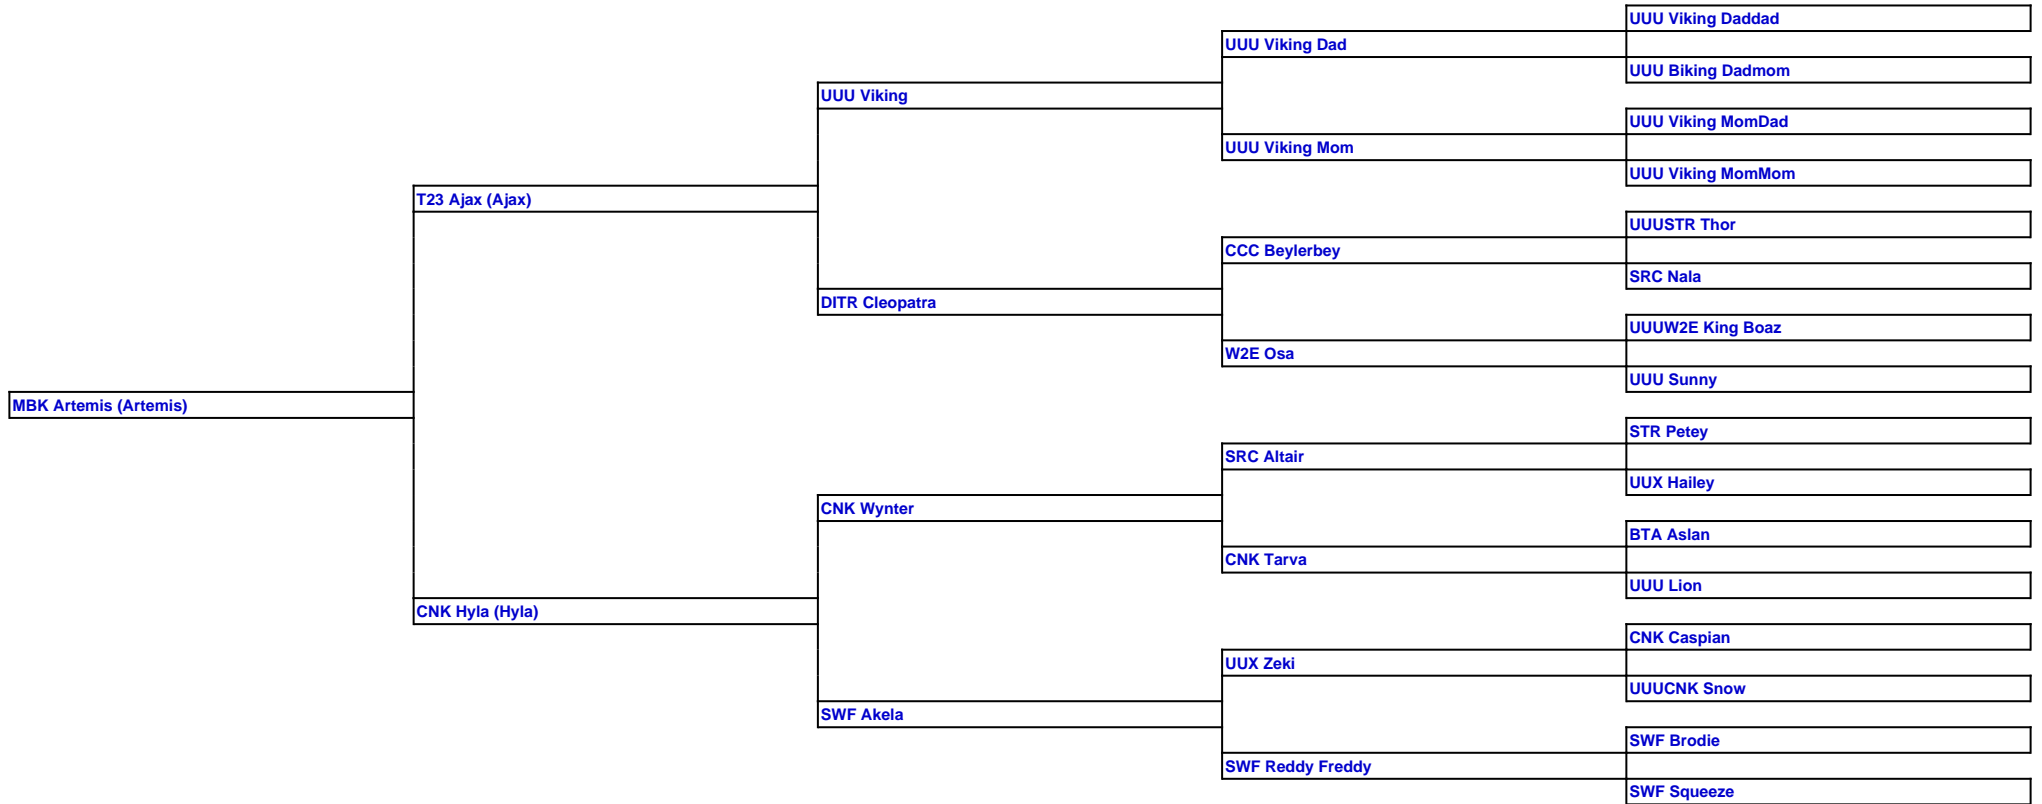 UUU Viking Daddad
UUU Viking Dad
UUU Biking Dadmom
UUU Viking
UUU Viking MomDad
UUU Viking Mom
UUU Viking MomMom
T23 Ajax (Ajax)
UUUSTR Thor
CCC Beylerbey
SRC Nala
DITR Cleopatra
UUUW2E King Boaz
W2E Osa
UUU Sunny
MBK Artemis (Artemis)
STR Petey
SRC Altair
UUX Hailey
CNK Wynter
BTA Aslan
CNK Tarva
UUU Lion
CNK Hyla (Hyla)
CNK Caspian
UUX Zeki
UUUCNK Snow
SWF Akela
SWF Brodie
SWF Reddy Freddy
SWF Squeeze